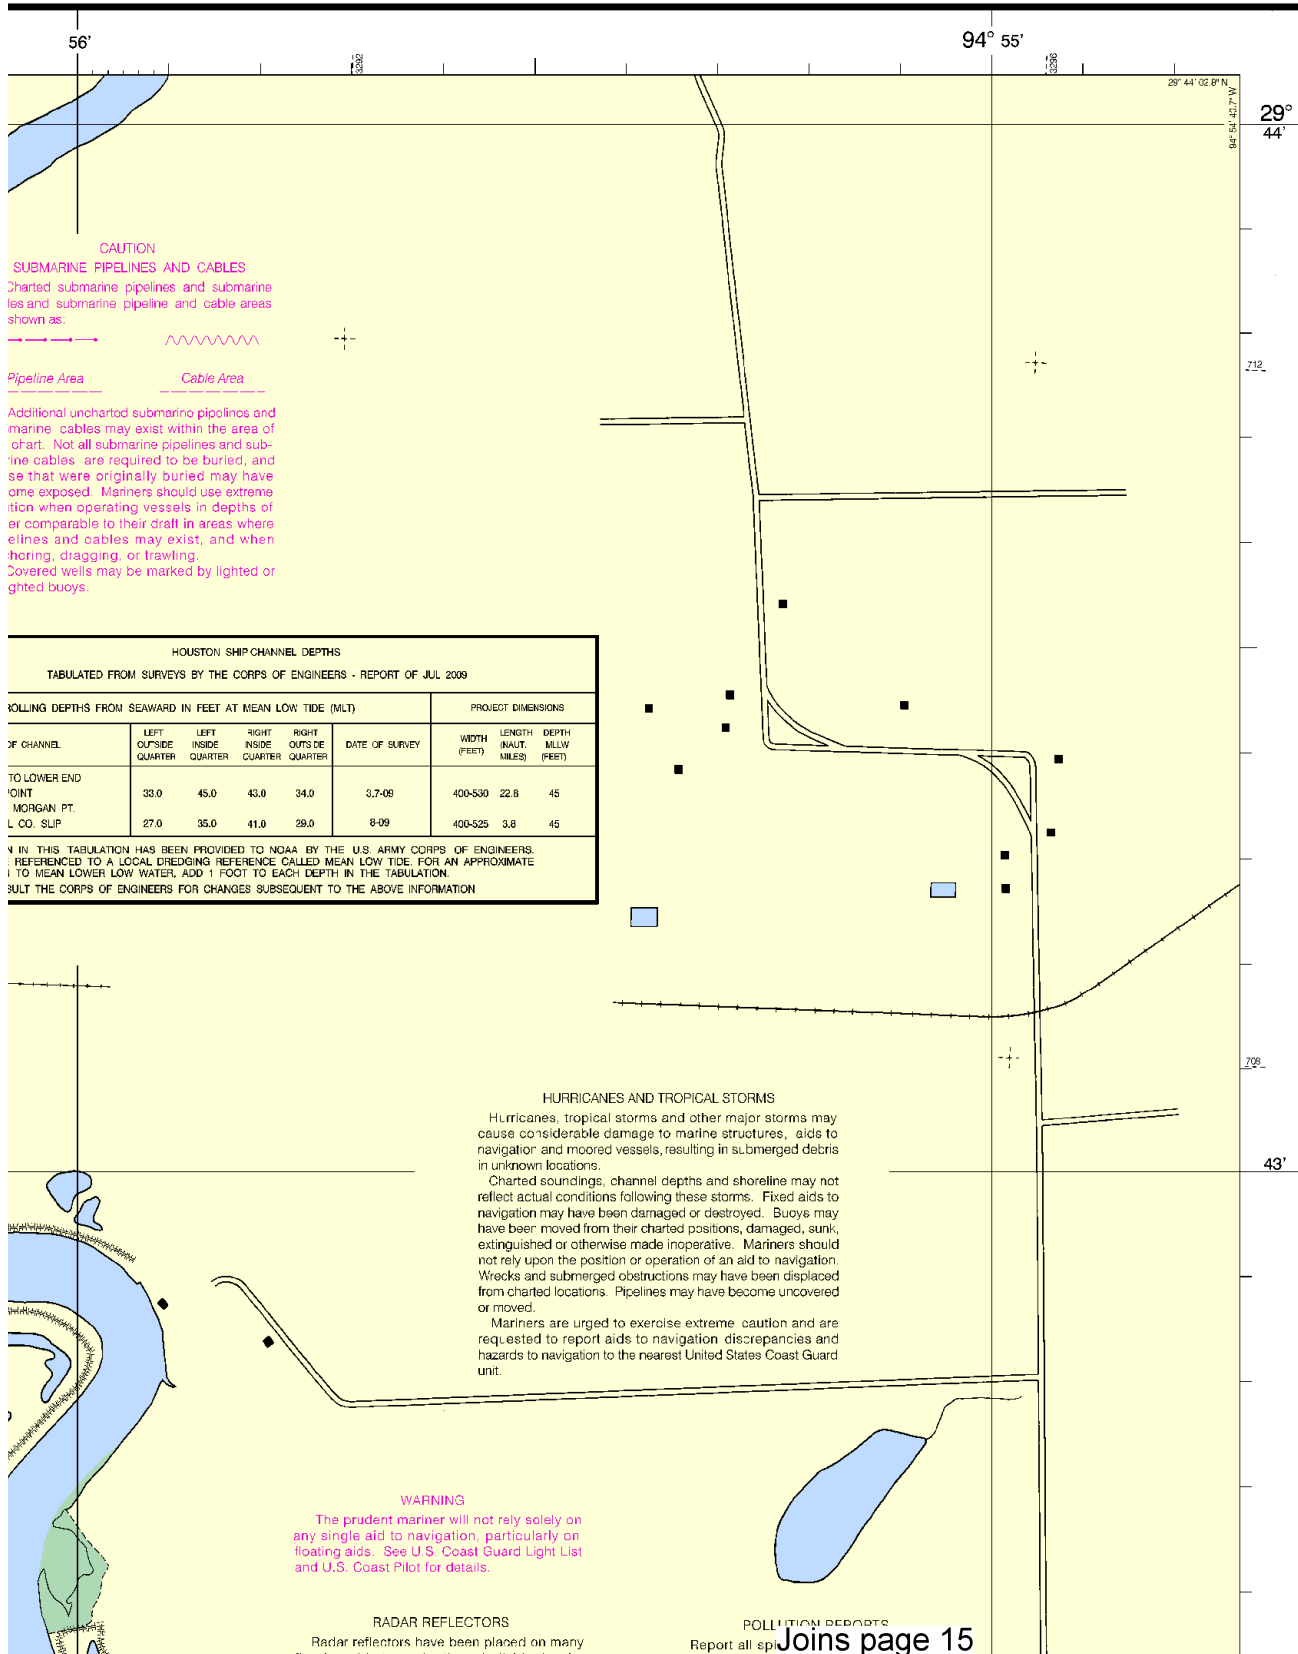 56'
94° 55'
3292
3296
29° 44' 02.8" N
94° 54' 43.7" W
29°
44'
CAUTION
SUBMARINE PIPELINES AND CABLES
Charted submarine pipelines and submarine
les and submarine pipeline and cable areas
shown as:
Pipeline Area
Cable Area
712
Additional uncharted submarine pipelines and
marine cables may exist within the area of
chart. Not all submarine pipelines and sub-
rine cables are required to be buried, and
se that were originally buried may have
ome exposed. Mariners should use extreme
tion when operating vessels in depths of
er comparable to their draft in areas where
elines and cables may exist, and when
horing, dragging, or trawling.
Covered wells may be marked by lighted or
ghted buoys.
HOUSTON SHIP CHANNEL DEPTHS
TABULATED FROM SURVEYS BY THE CORPS OF ENGINEERS - REPORT OF JUL 2009
ROLLING DEPTHS FROM SEAWARD IN FEET AT MEAN LOW TIDE (MLT)
PROJECT DIMENSIONS
OF CHANNEL
LEFT OUTSIDE QUARTER
LEFT INSIDE QUARTER
RIGHT INSIDE QUARTER
RIGHT OUTSIDE QUARTER
DATE OF SURVEY
WIDTH (FEET)
LENGTH (NAUT. MILES)
DEPTH MLLW (FEET)
TO LOWER END
POINT 33.0 45.0 43.0 34.0 3,7-09 400-530 22.8 45
MORGAN PT.
L CO. SLIP 27.0 35.0 41.0 29.0 8-09 400-525 3.8 45
N IN THIS TABULATION HAS BEEN PROVIDED TO NOAA BY THE U.S. ARMY CORPS OF ENGINEERS.
REFERENCED TO A LOCAL DREDGING REFERENCE CALLED MEAN LOW TIDE. FOR AN APPROXIMATE
TO MEAN LOWER LOW WATER, ADD 1 FOOT TO EACH DEPTH IN THE TABULATION.
SULT THE CORPS OF ENGINEERS FOR CHANGES SUBSEQUENT TO THE ABOVE INFORMATION
708
HURRICANES AND TROPICAL STORMS
Hurricanes, tropical storms and other major storms may
cause considerable damage to marine structures, aids to
navigation and moored vessels, resulting in submerged debris
in unknown locations.
Charted soundings, channel depths and shoreline may not
reflect actual conditions following these storms. Fixed aids to
navigation may have been damaged or destroyed. Buoys may
have been moved from their charted positions, damaged, sunk,
extinguished or otherwise made inoperative. Mariners should
not rely upon the position or operation of an aid to navigation.
Wrecks and submerged obstructions may have been displaced
from charted locations. Pipelines may have become uncovered
or moved.
Mariners are urged to exercise extreme caution and are
requested to report aids to navigation discrepancies and
hazards to navigation to the nearest United States Coast Guard
unit.
43'
WARNING
The prudent mariner will not rely solely on
any single aid to navigation, particularly on
floating aids. See U.S. Coast Guard Light List
and U.S. Coast Pilot for details.
RADAR REFLECTORS
Radar reflectors have been placed on many
POLLUTION REPORTS
Report all spi
Joins page 15